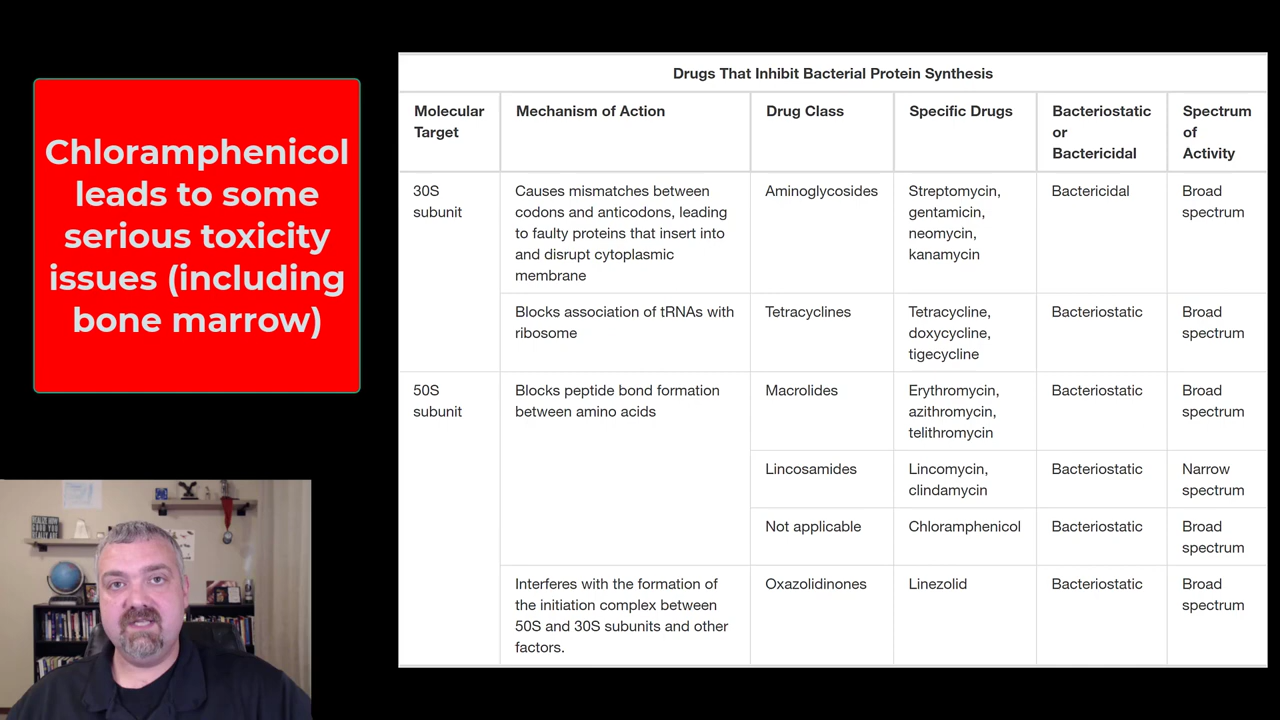 Chloramphenicol
leads to some
serious toxicity
issues (including
bone marrow)
Drugs That Inhibit Bacterial Protein Synthesis
Molecular
Target
Mechanism of Action
Drug Class
Specific Drugs
Bacteriostatic
or
Bactericidal
Spectrum
of
Activity
30S
subunit
Causes mismatches between
codons and anticodons, leading
to faulty proteins that insert into
and disrupt cytoplasmic
membrane
Aminoglycosides
Streptomycin,
gentamicin,
neomycin,
kanamycin
Bactericidal
Broad
spectrum
Blocks association of tRNAs with
ribosome
Tetracyclines
Tetracycline,
doxycycline,
tigecycline
Bacteriostatic
Broad
spectrum
50S
subunit
Blocks peptide bond formation
between amino acids
Macrolides
Erythromycin,
azithromycin,
telithromycin
Bacteriostatic
Broad
spectrum
Lincosamides
Lincomycin,
clindamycin
Bacteriostatic
Narrow
spectrum
Not applicable
Chloramphenicol
Bacteriostatic
Broad
spectrum
Interferes with the formation of
the initiation complex between
50S and 30S subunits and other
factors.
Oxazolidinones
Linezolid
Bacteriostatic
Broad
spectrum